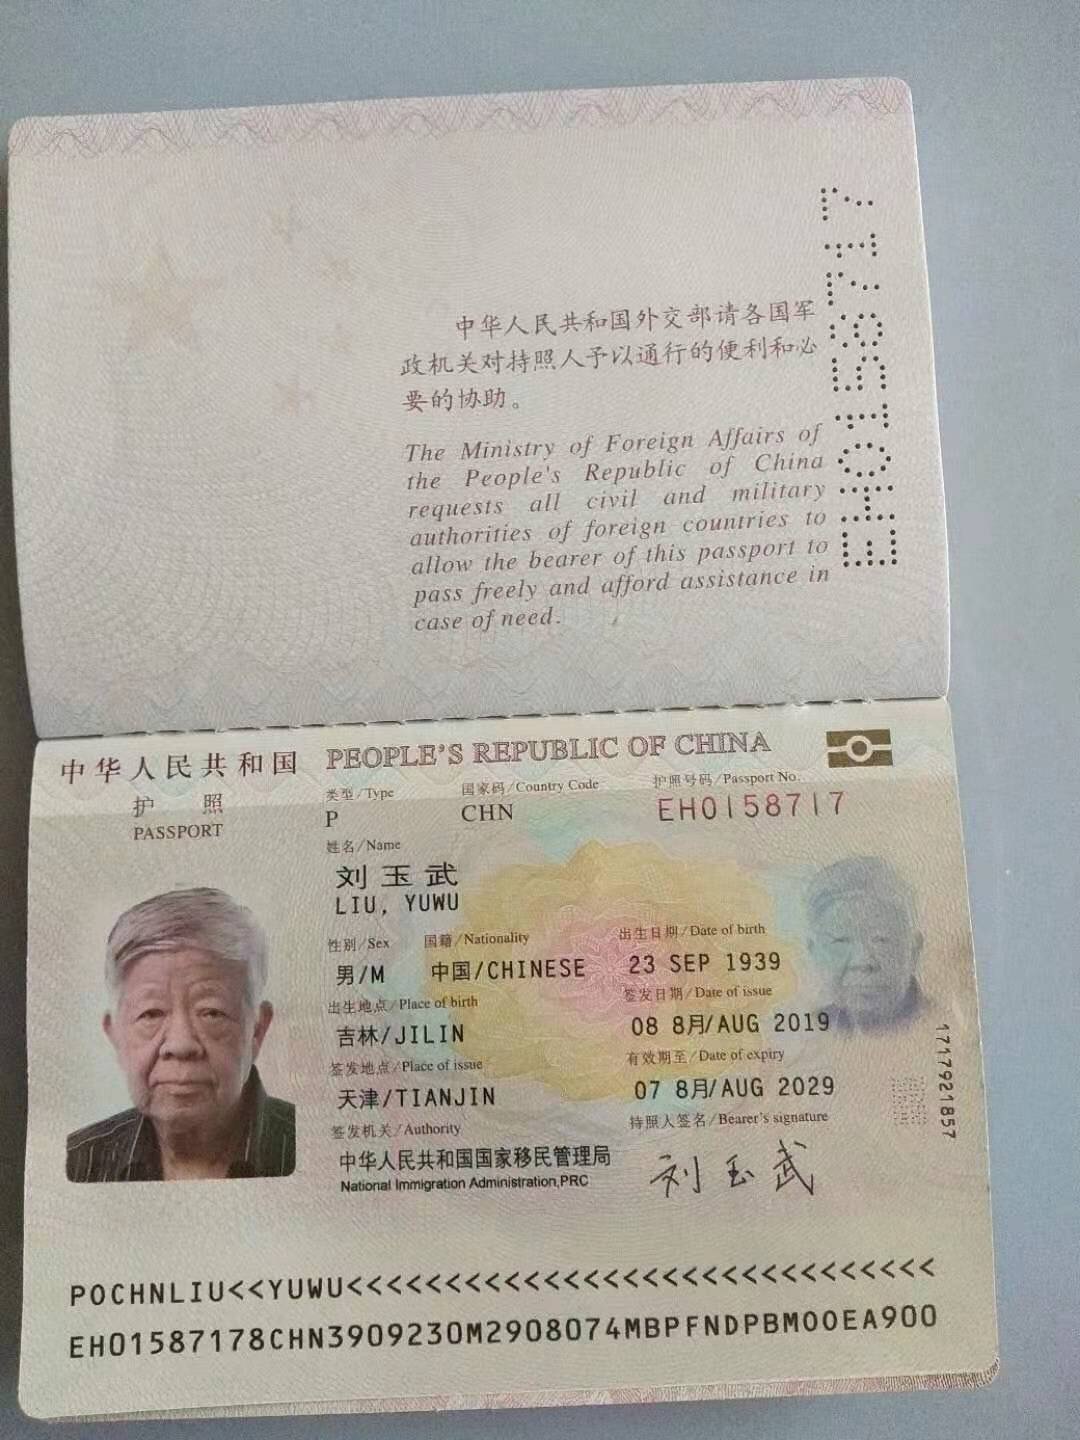 EH0158717
中华人民共和国外交部请各国军
政机关对持照人予以通行的便利和必
要的协助。
The Ministry of Foreign Affairs of
the People's Republic of China
requests all civil and military
authorities of foreign countries to
allow the bearer of this passport to
pass freely and afford assistance in
case of need.
中华人民共和国 PEOPLE'S REPUBLIC OF CHINA
护 照
PASSPORT
类型/Type 国家码/Country Code 护照号码/Passport No.
P CHN EH0158717
姓名/Name
刘玉武
LIU, YUWU
性别/Sex 国籍/Nationality 出生日期/Date of birth
男/M 中国/CHINESE 23 SEP 1939
出生地点/Place of birth 签发日期/Date of issue
吉林/JILIN 08 8月/AUG 2019
签发地点/Place of issue 有效期至/Date of expiry
天津/TIANJIN 07 8月/AUG 2029
签发机关/Authority 持照人签名/Bearer's signature
中华人民共和国国家移民管理局
National Immigration Administration,PRC
刘玉武
1717921857
POCHNLIU<<YUWU<<<<<<<<<<<<<<<<<<<<<<<<<<<<<<
EH01587178CHN3909230M2908074MBPFNDPBMOOEA900